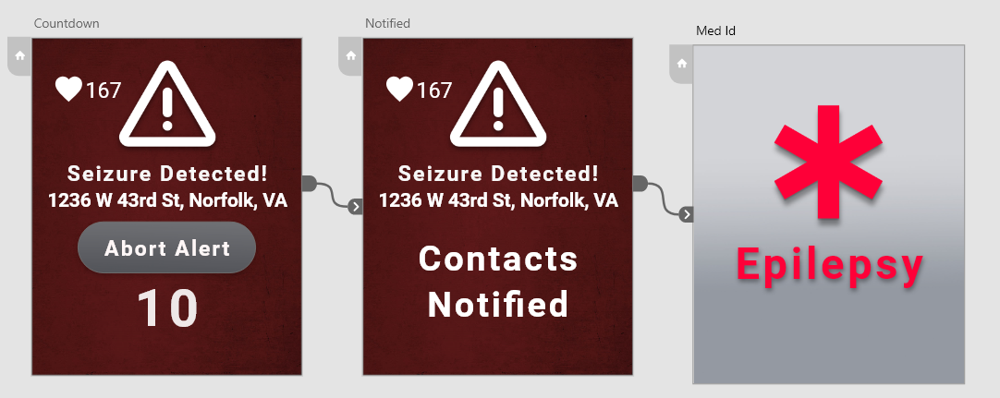 Countdown
167
Seizure Detected!
1236 W 43rd St, Norfolk, VA
Abort Alert
10
Notified
167
Seizure Detected!
1236 W 43rd St, Norfolk, VA
Contacts
Notified
Med Id
Epilepsy